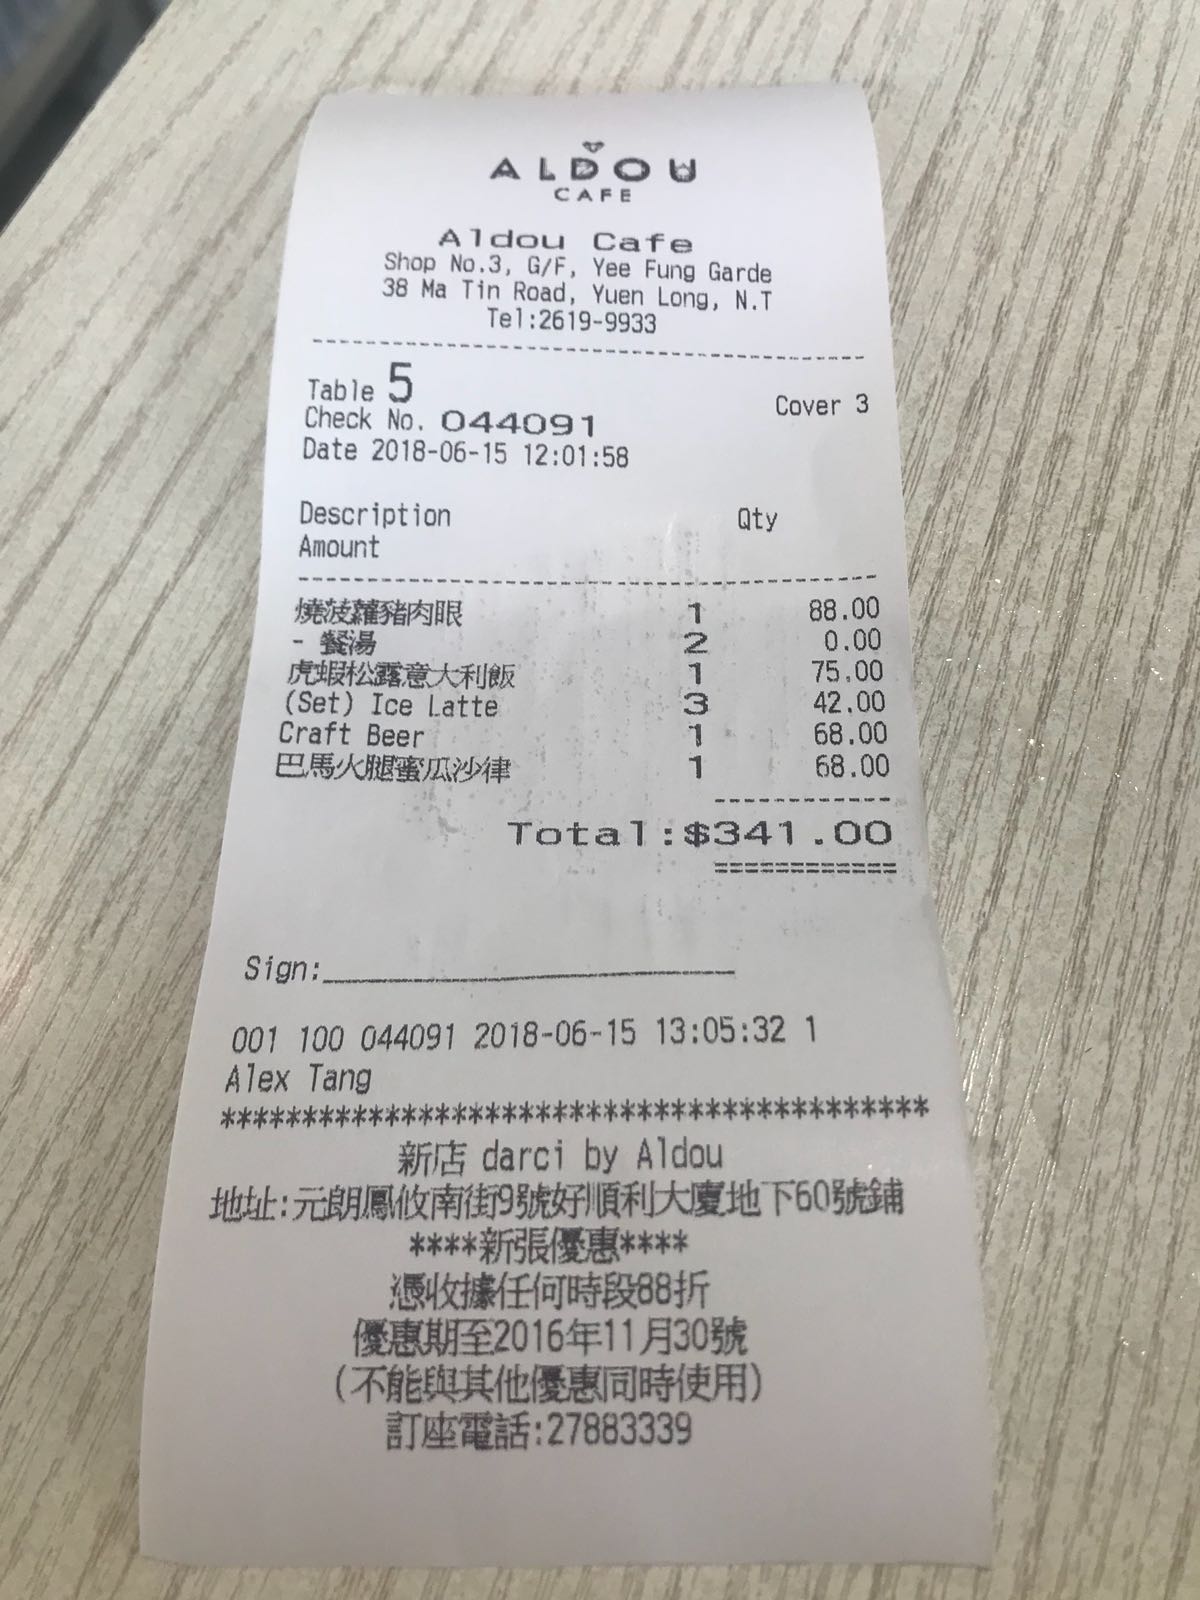 ALDOU
CAFE
Aldou Cafe
Shop No.3, G/F, Yee Fung Garde
38 Ma Tin Road, Yuen Long, N.T
Tel:2619-9933
Table 5 Cover 3
Check No. 044091
Date 2018-06-15 12:01:58
Description Qty
Amount
燒菠蘿豬肉眼 1 88.00
- 餐湯 2 0.00
虎蝦松露意大利飯 1 75.00
(Set) Ice Latte 3 42.00
Craft Beer 1 68.00
巴馬火腿蜜瓜沙律 1 68.00
Total:$341.00
Sign:
001 100 044091 2018-06-15 13:05:32 1
Alex Tang
*******************************************
新店 darci by Aldou
地址:元朗鳳攸南街9號好順利大廈地下60號鋪
****新張優惠****
憑收據任何時段88折
優惠期至2016年11月30號
(不能與其他優惠同時使用)
訂座電話:27883339